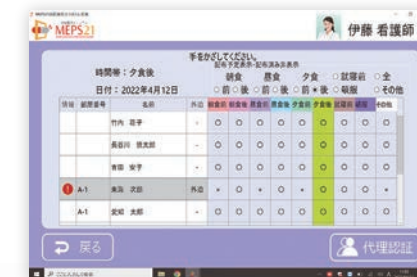 MEPS21
伊藤 看護師
手をかざしてください。
配布予定表示・配布済み非表示
時間帯：夕食後
朝食 昼食 夕食 ○就寝前 ○全
日付：2022年4月12日
○前○後 ○前○後 ○前●後 ○頓服 ○その他
情報 部屋番号 名前 外泊 朝食前 朝食後 昼食前 昼食後 夕食前 夕食後 就寝前 頓服 その他
竹内 花子 - ○ ○ ○ ○ ○ ○ ○ ○ ○
長谷川 慎太郎 - ○ ○ ○ ○ ○ ○ ○ ○ ○
吉田 安子 - ○ ○ ○ ○ ○ ○ ○ ○ ○
A-1 次郎 外泊
A-1 太郎 - ○ ○ ○ ○ ○ ○ ○ ○ ○
戻る
代理認証